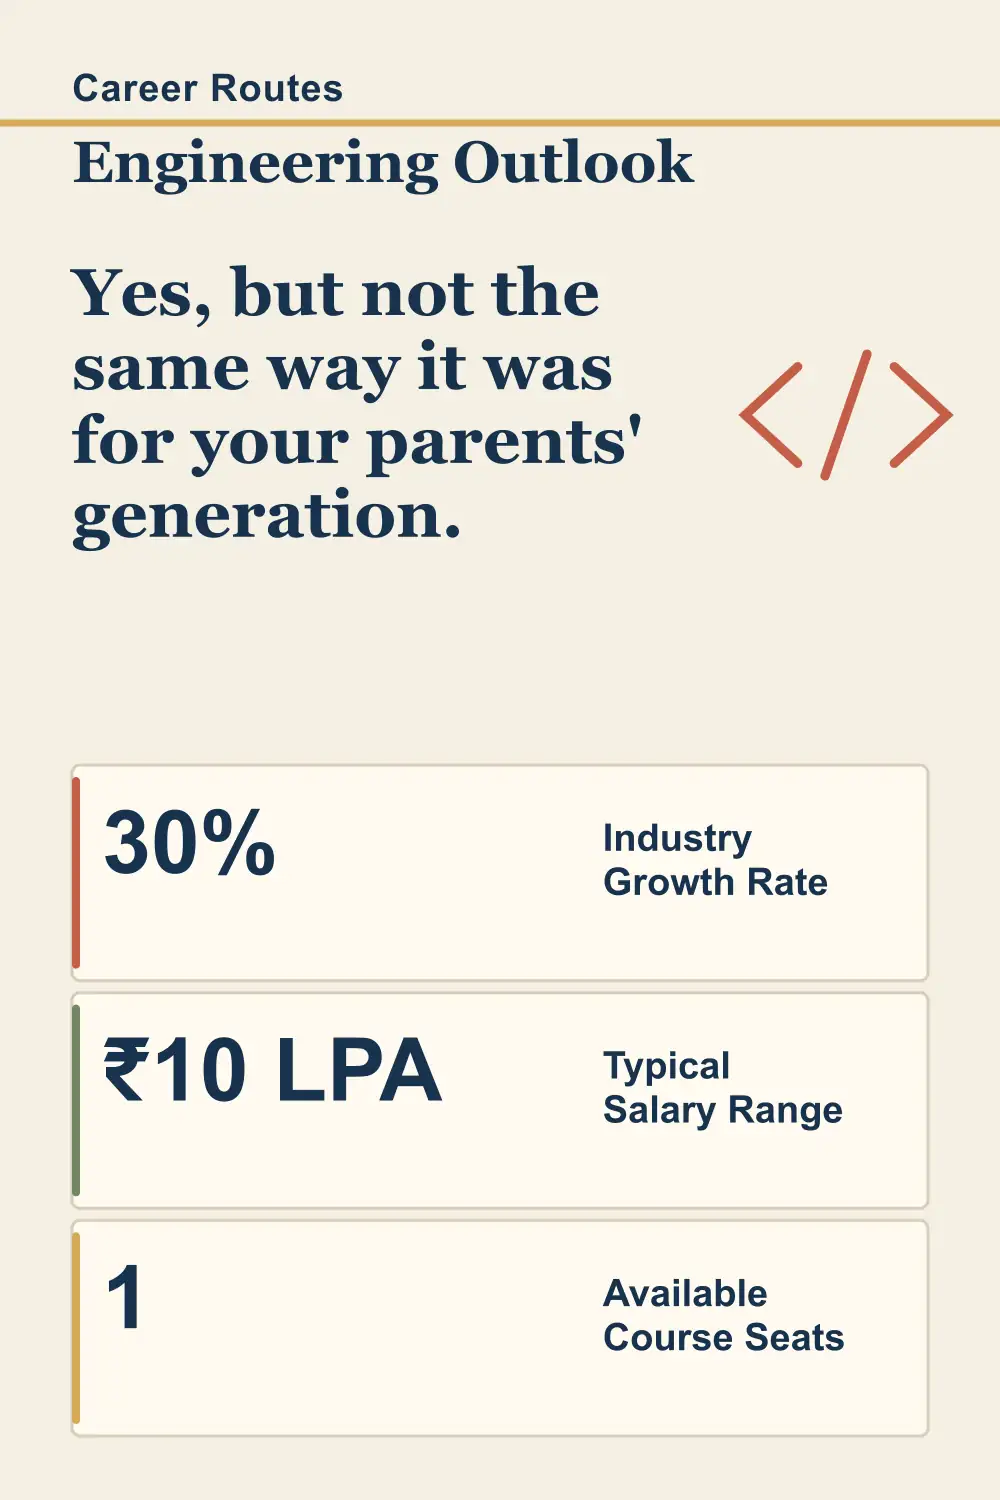 Career Routes
Engineering Outlook
Yes, but not the
same way it was
for your parents'
generation.
</>
30%
Industry
Growth Rate
₹10 LPA
Typical
Salary Range
1
Available
Course Seats